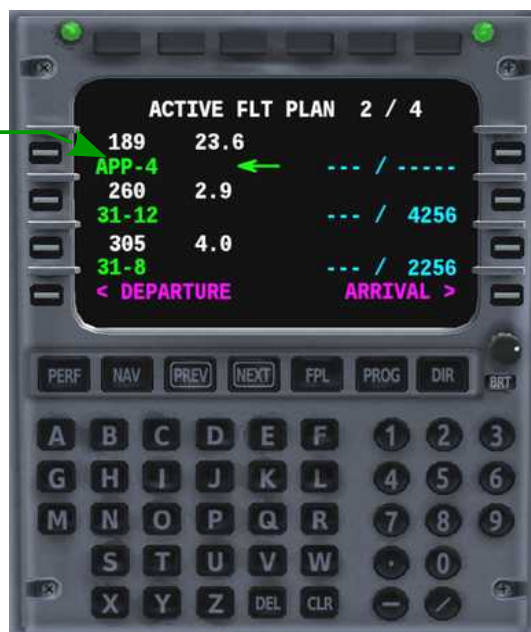 ACTIVE FLT PLAN 2 / 4
189 23.6
APP-4 --- / -----
260 2.9
31-12 --- / 4256
305 4.0
31-8 --- / 2256
< DEPARTURE ARRIVAL >
PERF NAV PREV NEXT FPL PROG DIR BRT
A B C D E F 1 2 3
G H I J K L 4 5 6
M N O P Q R 7 8 9
S T U V W · 0
X Y Z DEL CLR - /